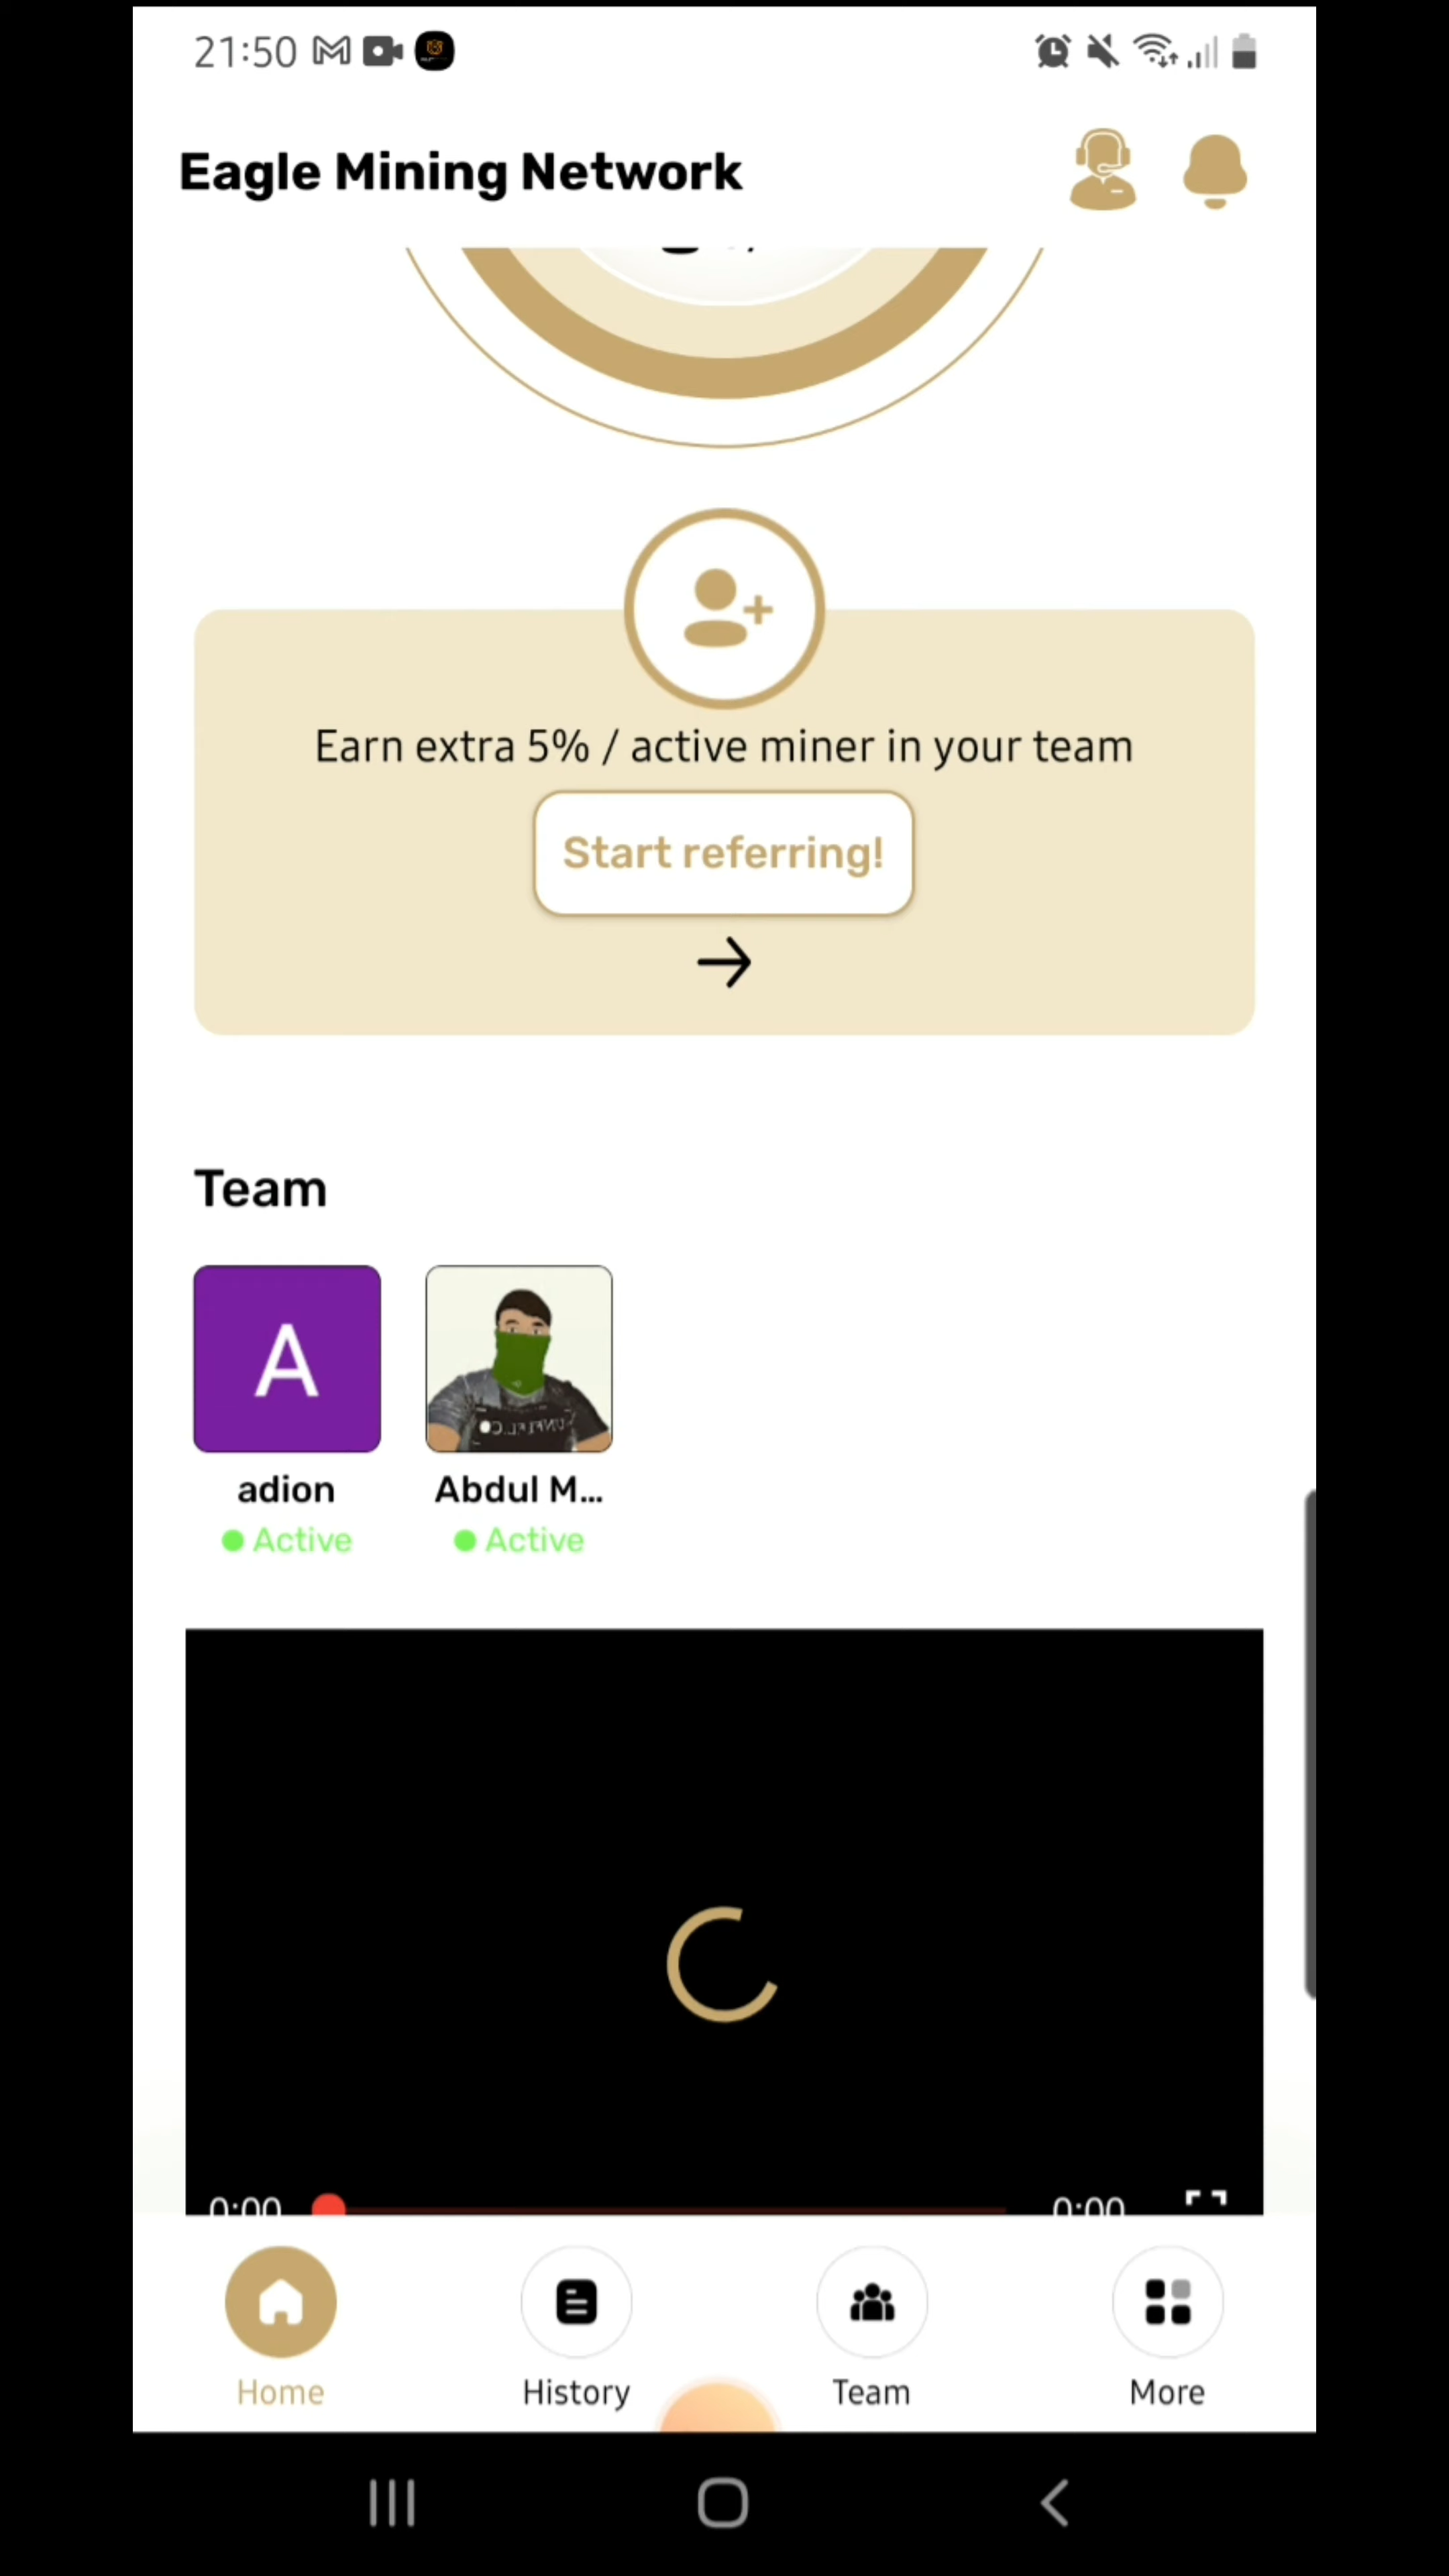 21:50
Eagle Mining Network
Earn extra 5% / active miner in your team
Start referring!
Team
A
adion
Abdul M...
Active
Active
0:00
0:00
Home
History
Team
More